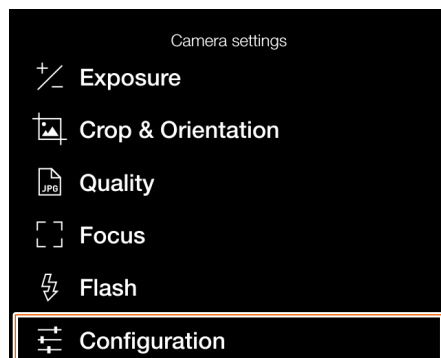 Camera settings
Exposure
Crop & Orientation
JPG
Quality
Focus
Flash
Configuration